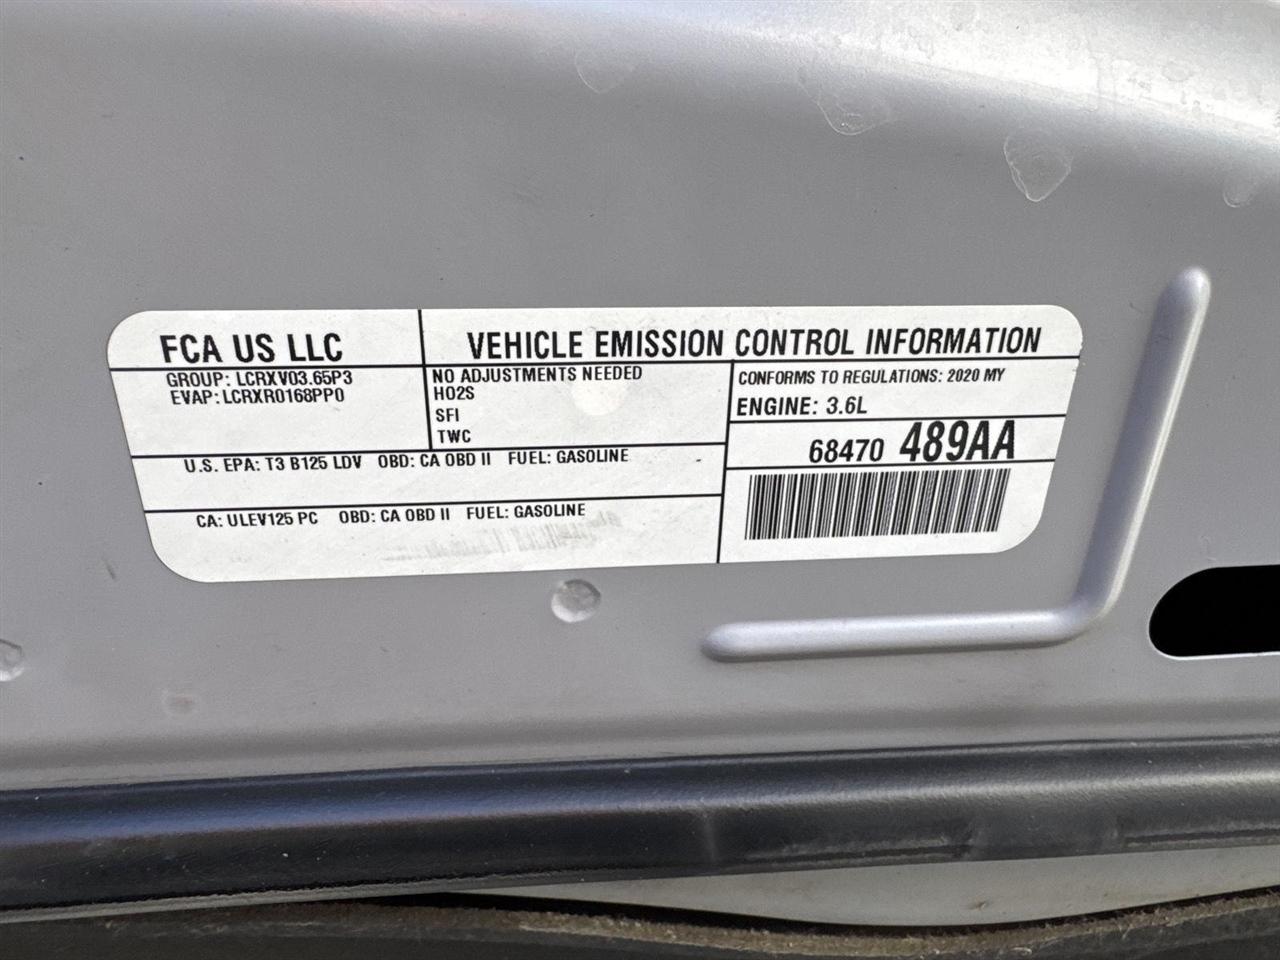 FCA US LLC
VEHICLE EMISSION CONTROL INFORMATION
GROUP: LCRXV03.65P3
EVAP: LCRXR0168PP0
NO ADJUSTMENTS NEEDED
HO2S
SFI
TWC
CONFORMS TO REGULATIONS: 2020 MY
ENGINE: 3.6L
68470 489AA
U.S. EPA: T3 B125 LDV OBD: CA OBD II FUEL: GASOLINE
CA: ULEV125 PC OBD: CA OBD II FUEL: GASOLINE